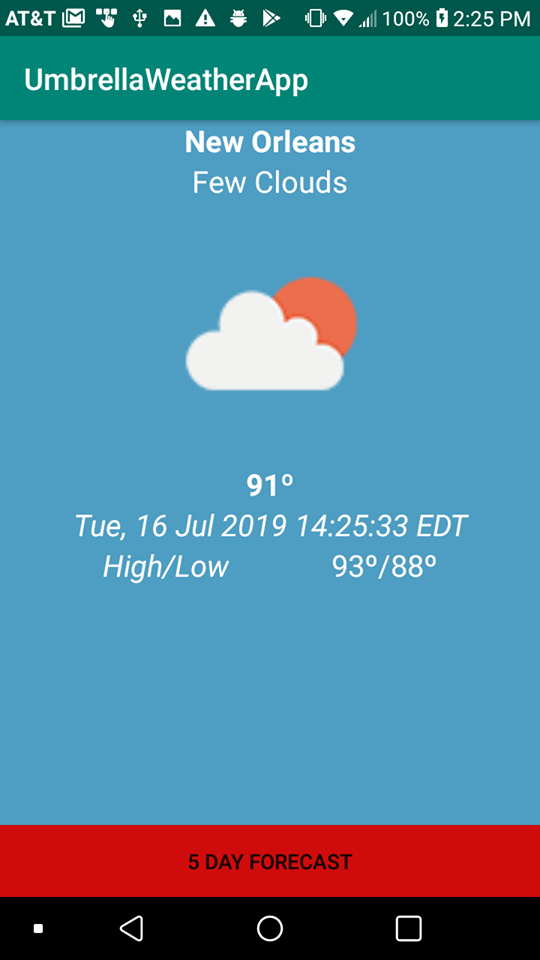 AT&T 100% 2:25 PM
UmbrellaWeatherApp
New Orleans
Few Clouds
91º
Tue, 16 Jul 2019 14:25:33 EDT
High/Low 93º/88º
5 DAY FORECAST